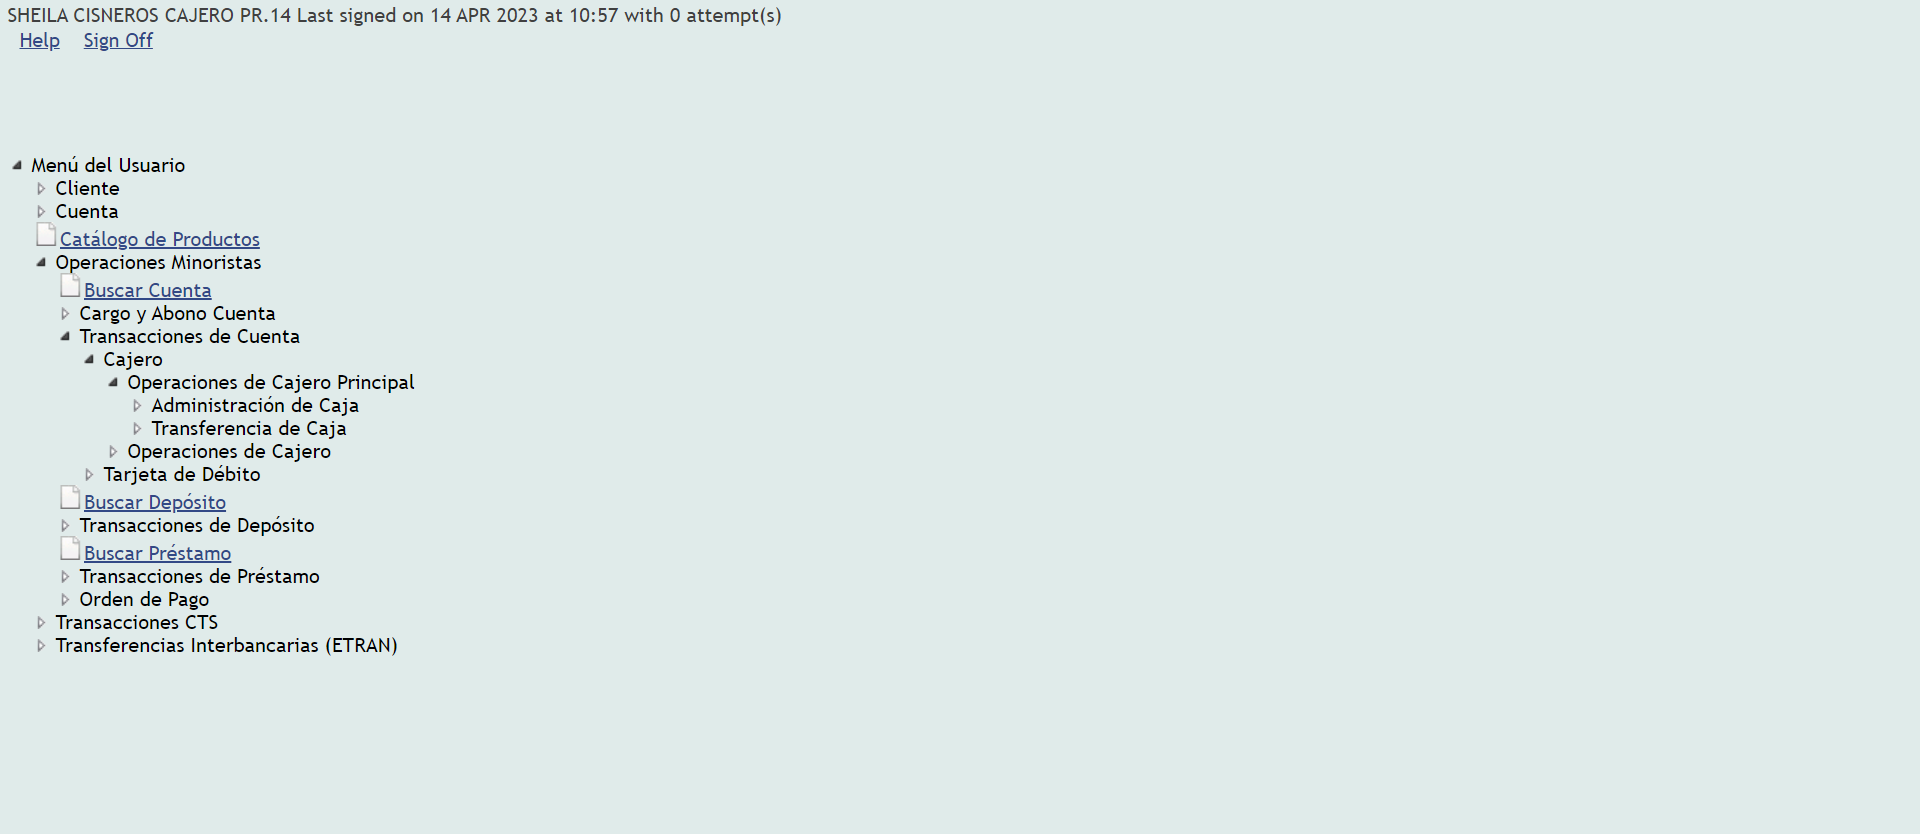 SHEILA CISNEROS CAJERO PR.14 Last signed on 14 APR 2023 at 10:57 with 0 attempt(s)
Help Sign Off
Menú del Usuario
Cliente
Cuenta
Catálogo de Productos
Operaciones Minoristas
Buscar Cuenta
Cargo y Abono Cuenta
Transacciones de Cuenta
Cajero
Operaciones de Cajero Principal
Administración de Caja
Transferencia de Caja
Operaciones de Cajero
Tarjeta de Débito
Buscar Depósito
Transacciones de Depósito
Buscar Préstamo
Transacciones de Préstamo
Orden de Pago
Transacciones CTS
Transferencias Interbancarias (ETRAN)